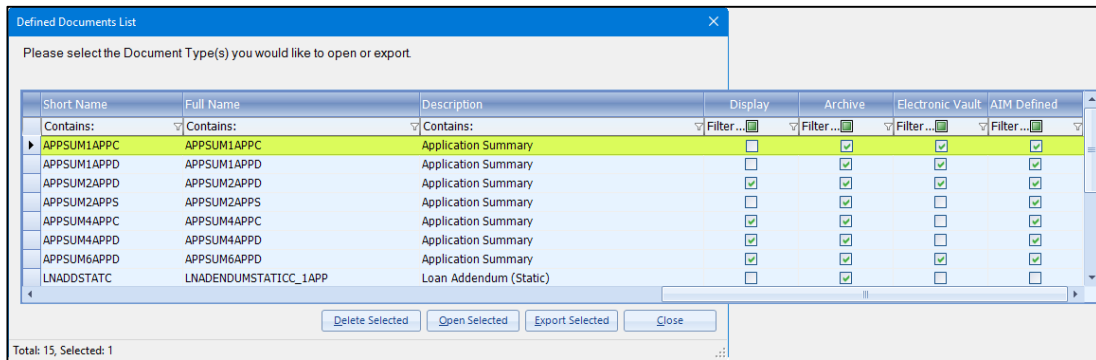 Defined Documents List
Please select the Document Type(s) you would like to open or export.
Short Name Full Name Description Display Archive Electronic Vault AIM Defined
Contains: Contains: Contains: Filter... Filter... Filter... Filter...
APPSUM1APPC APPSUM1APPC Application Summary
APPSUM1APPD APPSUM1APPD Application Summary
APPSUM2APPD APPSUM2APPD Application Summary
APPSUM2APPS APPSUM2APPS Application Summary
APPSUM4APPC APPSUM4APPC Application Summary
APPSUM4APPD APPSUM4APPD Application Summary
APPSUM6APPD APPSUM6APPD Application Summary
LNADDSTATC LNADENDUMSTATICC_1APP Loan Addendum (Static)
Delete Selected Open Selected Export Selected Close
Total: 15, Selected: 1